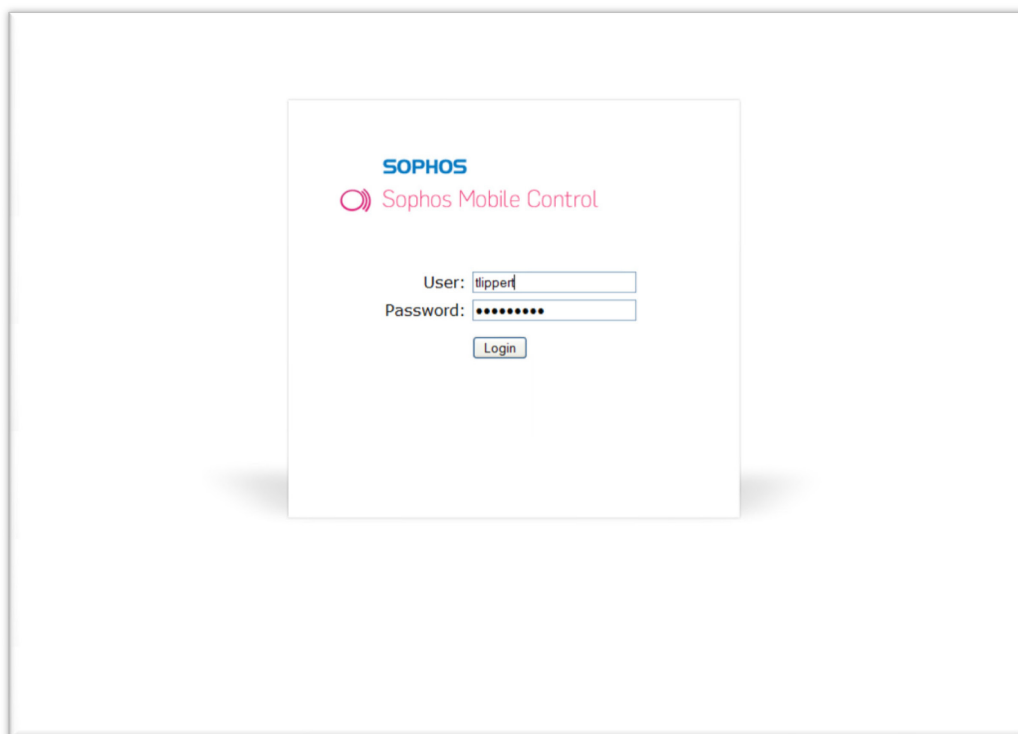 SOPHOS
Sophos Mobile Control
User: tlippert
Password: •••••••••
Login